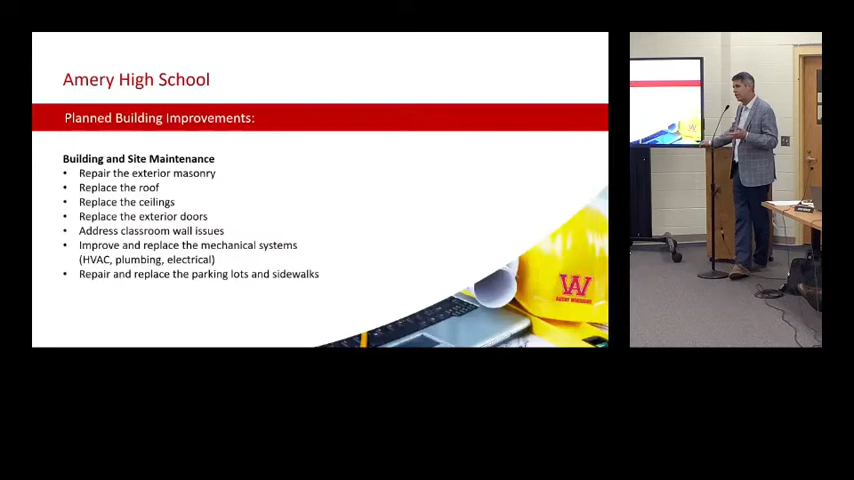 Amery High School
Planned Building Improvements:
Building and Site Maintenance
• Repair the exterior masonry
• Replace the roof
• Replace the ceilings
• Replace the exterior doors
• Address classroom wall issues
• Improve and replace the mechanical systems
(HVAC, plumbing, electrical)
• Repair and replace the parking lots and sidewalks
W
AMERY WARRIORS